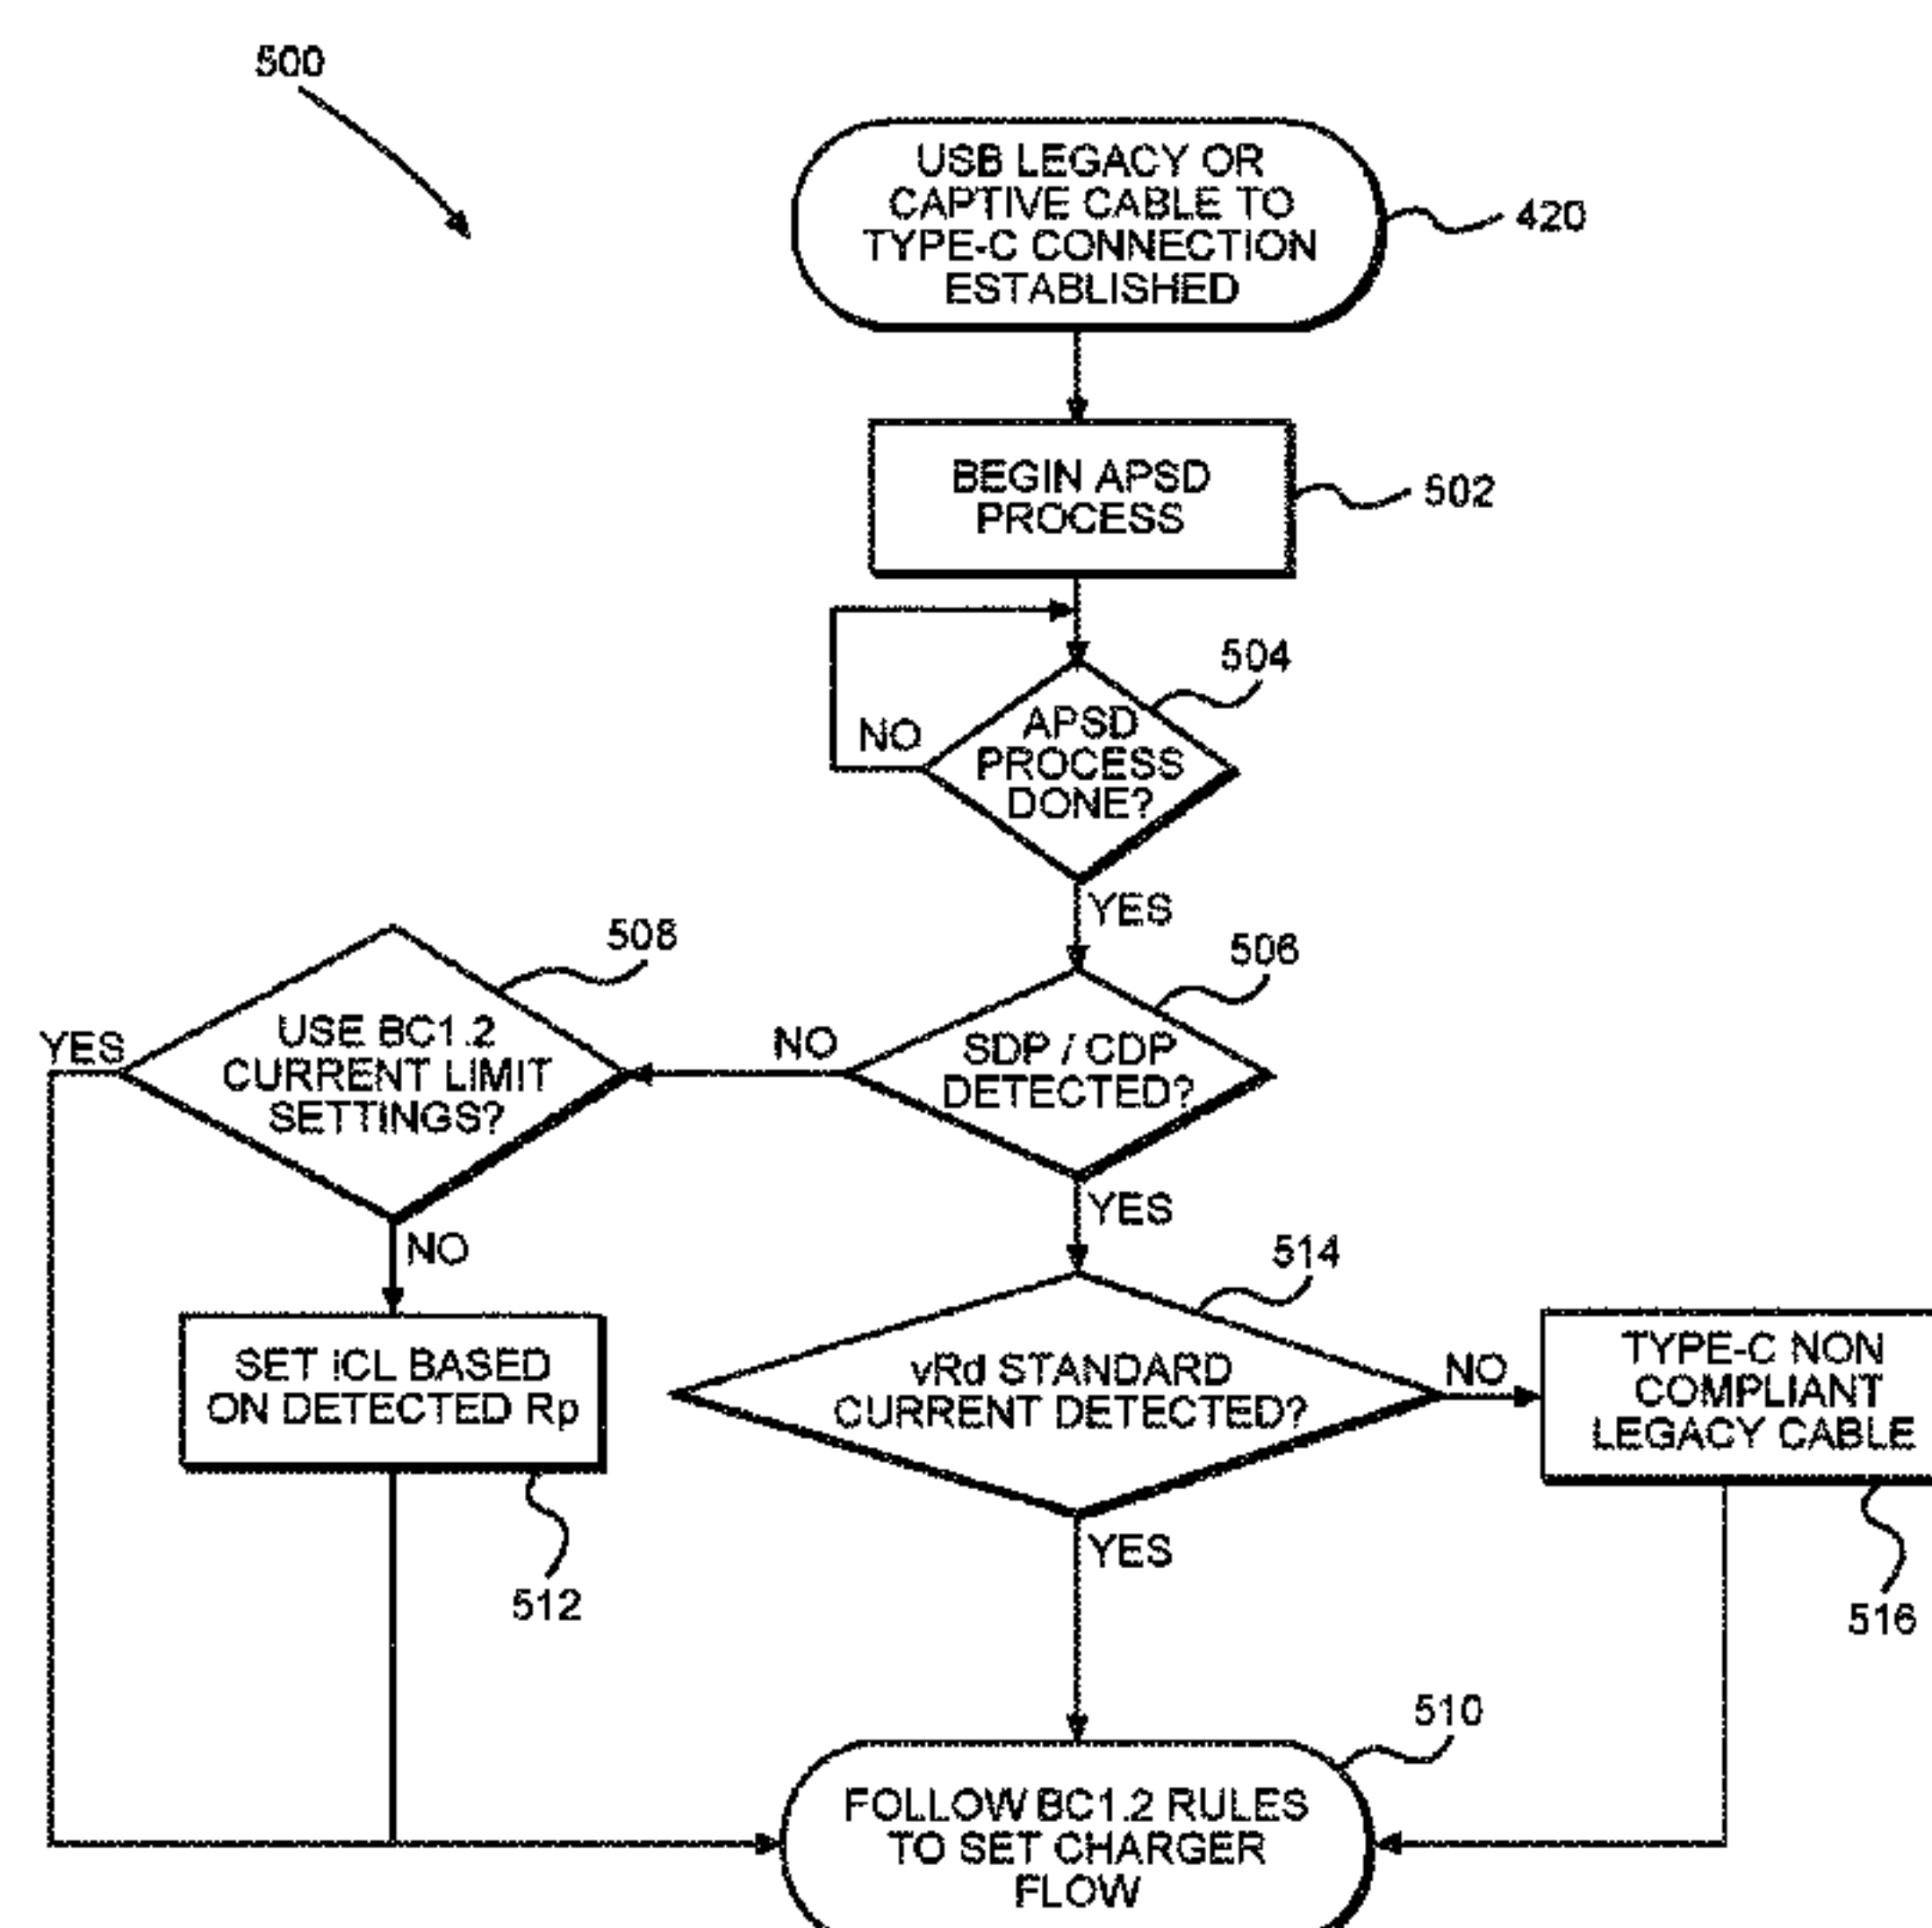 500
USB LEGACY OR
CAPTIVE CABLE TO
TYPE-C CONNECTION
ESTABLISHED
420
BEGIN APSD
PROCESS
502
504
NO
APSD
PROCESS
DONE?
YES
508
506
YES
USE BC1.2
CURRENT LIMIT
SETTINGS?
NO
SDP / CDP
DETECTED?
NO
YES
514
SET iCL BASED
ON DETECTED Rp
vRd STANDARD
CURRENT DETECTED?
NO
TYPE-C NON
COMPLIANT
LEGACY CABLE
YES
512
516
510
FOLLOW BC1.2 RULES
TO SET CHARGER
FLOW